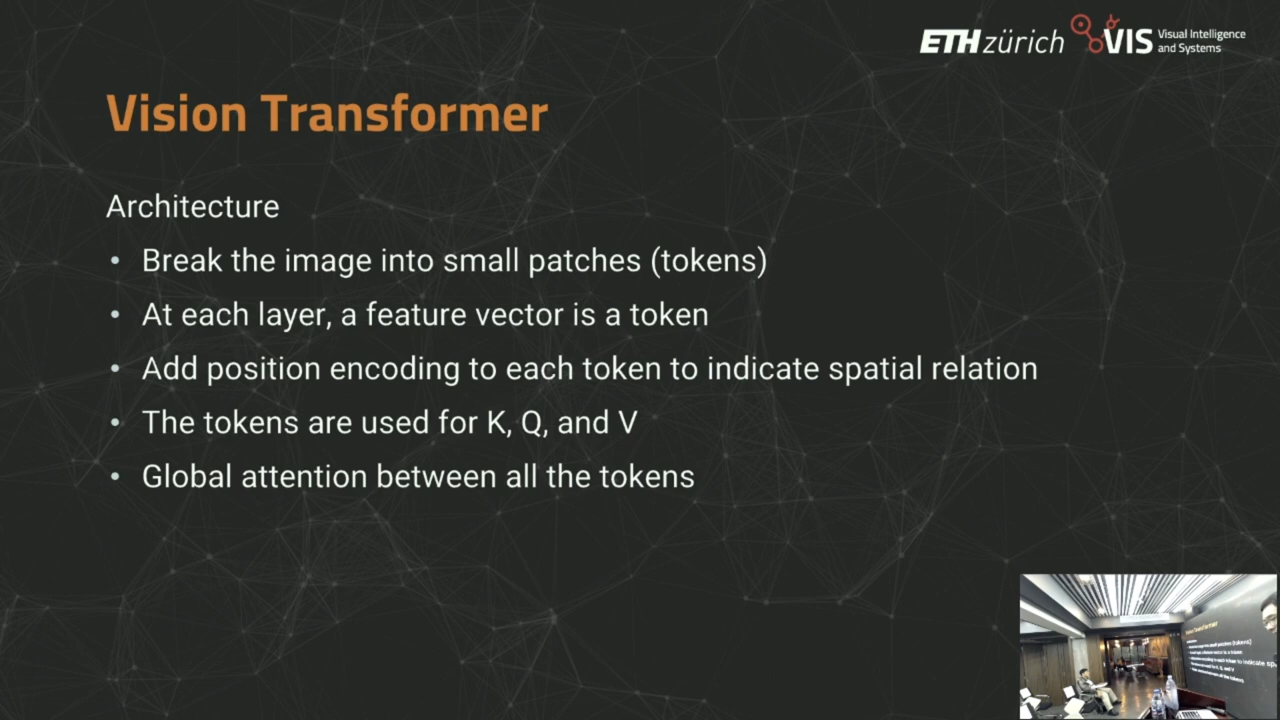 ETH zürich VIS Visual Intelligence
and Systems
Vision Transformer
Architecture
• Break the image into small patches (tokens)
• At each layer, a feature vector is a token
• Add position encoding to each token to indicate spatial relation
• The tokens are used for K, Q, and V
• Global attention between all the tokens